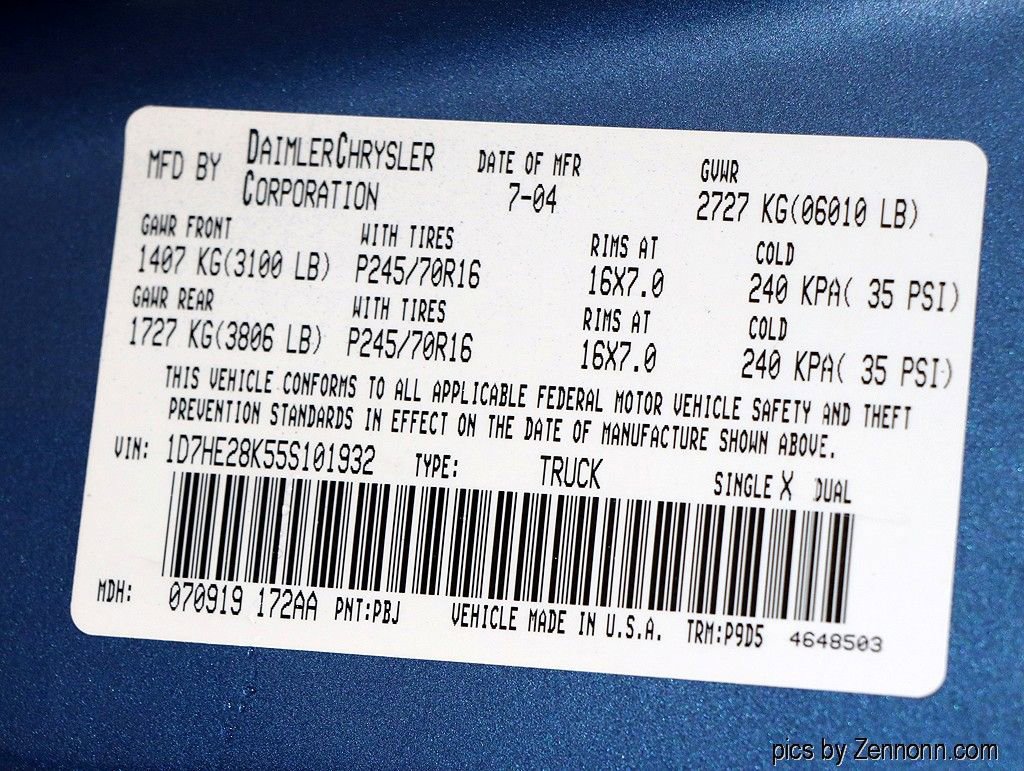 MFD BY DAIMLERCHRYSLER CORPORATION DATE OF MFR 7-04 GVWR 2727 KG(06010 LB)
GAWR FRONT WITH TIRES RIMS AT COLD
1407 KG(3100 LB) P245/70R16 16X7.0 240 KPA( 35 PSI)
GAWR REAR WITH TIRES RIMS AT COLD
1727 KG(3806 LB) P245/70R16 16X7.0 240 KPA( 35 PSI)
THIS VEHICLE CONFORMS TO ALL APPLICABLE FEDERAL MOTOR VEHICLE SAFETY AND THEFT
PREVENTION STANDARDS IN EFFECT ON THE DATE OF MANUFACTURE SHOWN ABOVE.
VIN: 1D7HE28K55S101932 TYPE: TRUCK SINGLE X DUAL
MDH: 070919 172AA PNT:PBJ VEHICLE MADE IN U.S.A. TRM:P9D5 4648503
pics by Zennonn.com